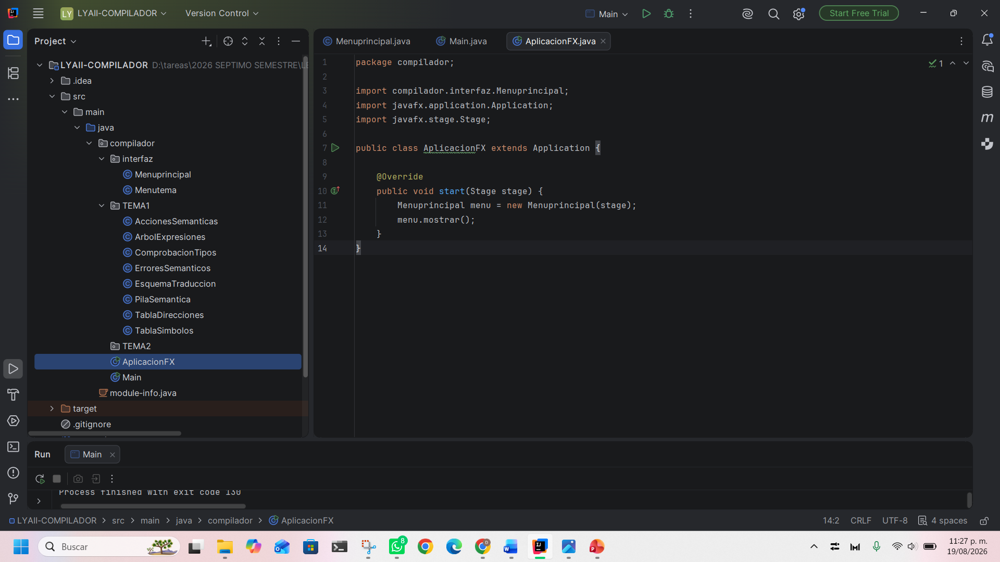 LY LYAII-COMPILADOR Version Control Main Start Free Trial
Project
LYAII-COMPILADOR D:\tareas\2026 SEPTIMO SEMESTRE\LE
.idea
src
main
java
compilador
interfaz
Menuprincipal
Menutema
TEMA1
AccionesSemanticas
ArbolExpresiones
ComprobacionTipos
ErroresSemanticos
EsquemaTraduccion
PilaSemantica
TablaDirecciones
TablaSimbolos
TEMA2
AplicacionFX
Main
module-info.java
target
.gitignore
Menuprincipal.java Main.java AplicacionFX.java
1 package compilador;
1
2
3 import compilador.interfaz.Menuprincipal;
4 import javafx.application.Application;
5 import javafx.stage.Stage;
6
7 public class AplicacionFX extends Application {
8
9 @Override
10 public void start(Stage stage) {
11 Menuprincipal menu = new Menuprincipal(stage);
12 menu.mostrar();
13 }
14 }
Run Main
Process finished with exit code 130
LYAII-COMPILADOR > src > main > java > compilador > AplicacionFX 14:2 CRLF UTF-8 4 spaces
Buscar
8
11:27 p. m.
19/08/2026